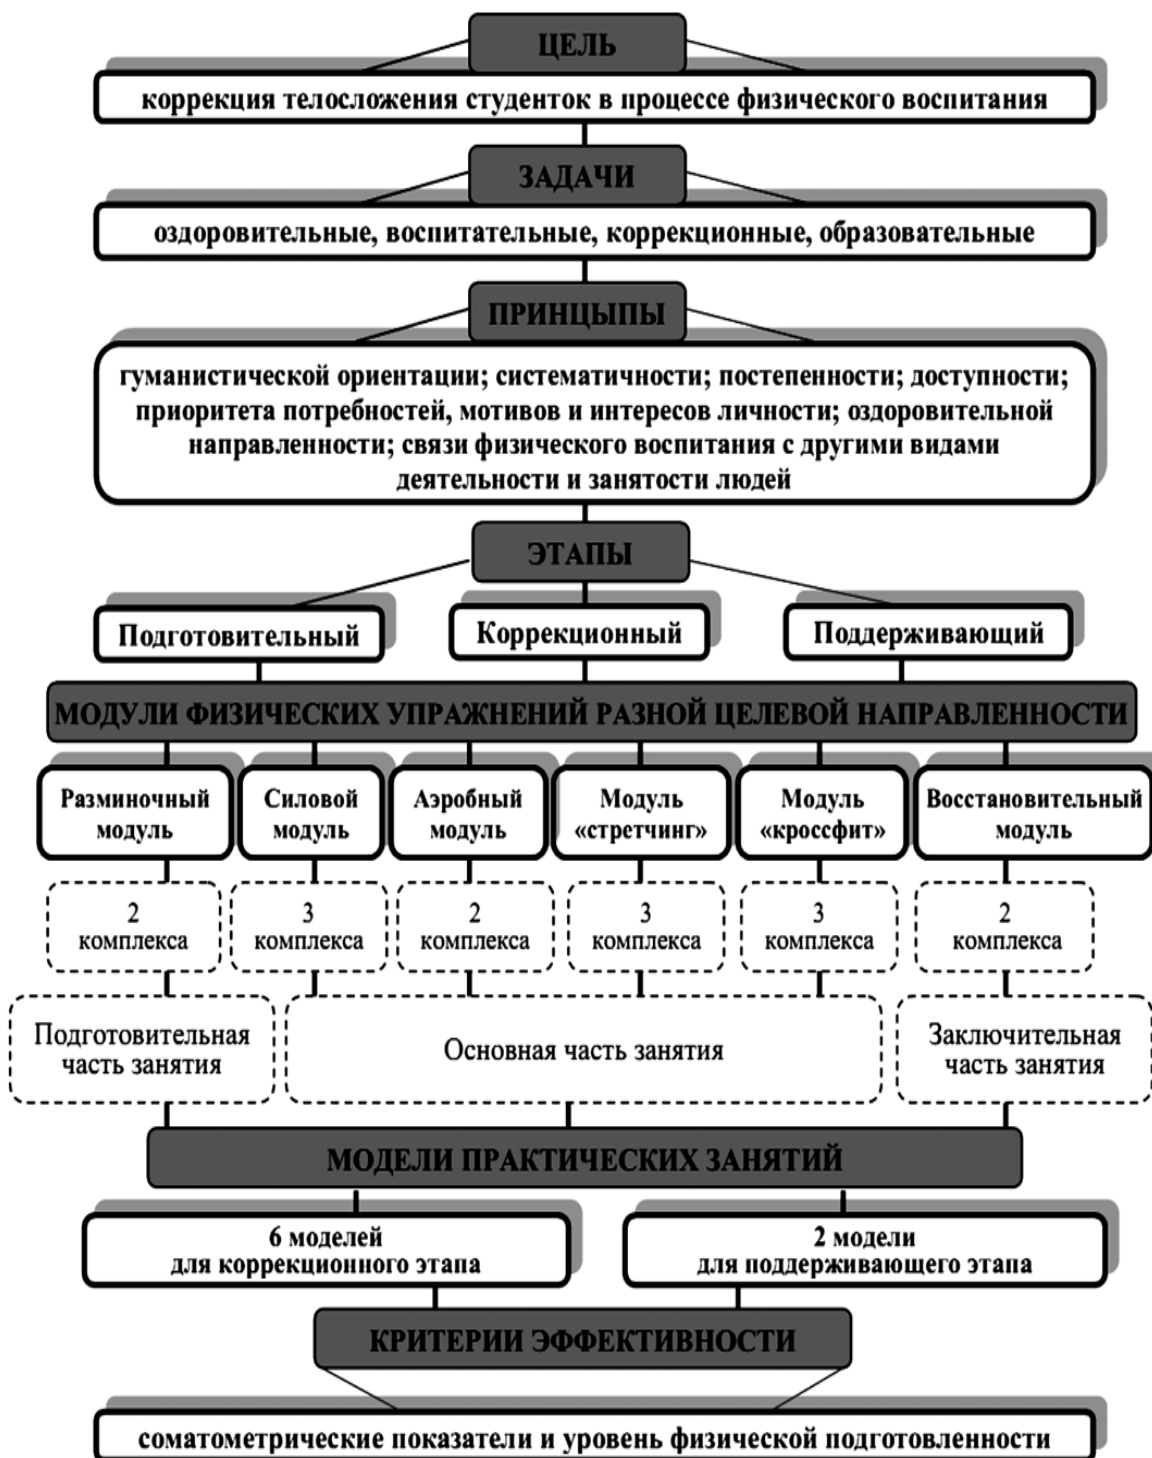 ЦЕЛЬ
коррекция телосложения студенток в процессе физического воспитания
ЗАДАЧИ
оздоровительные, воспитательные, коррекционные, образовательные
ПРИНЦЫПЫ
гуманистической ориентации; систематичности; постепенности; доступности;
приоритета потребностей, мотивов и интересов личности; оздоровительной
направленности; связи физического воспитания с другими видами
деятельности и занятости людей
ЭТАПЫ
Подготовительный
Коррекционный
Поддерживающий
МОДУЛИ ФИЗИЧЕСКИХ УПРАЖНЕНИЙ РАЗНОЙ ЦЕЛЕВОЙ НАПРАВЛЕННОСТИ
Разминочный
модуль
Силовой
модуль
Аэробный
модуль
Модуль
«стретчинг»
Модуль
«кроссфит»
Восстановительный
модуль
2
комплекса
3
комплекса
2
комплекса
3
комплекса
3
комплекса
2
комплекса
Подготовительная
часть занятия
Основная часть занятия
Заключительная
часть занятия
МОДЕЛИ ПРАКТИЧЕСКИХ ЗАНЯТИЙ
6 моделей
для коррекционного этапа
2 модели
для поддерживающего этапа
КРИТЕРИИ ЭФФЕКТИВНОСТИ
соматометрические показатели и уровень физической подготовленности